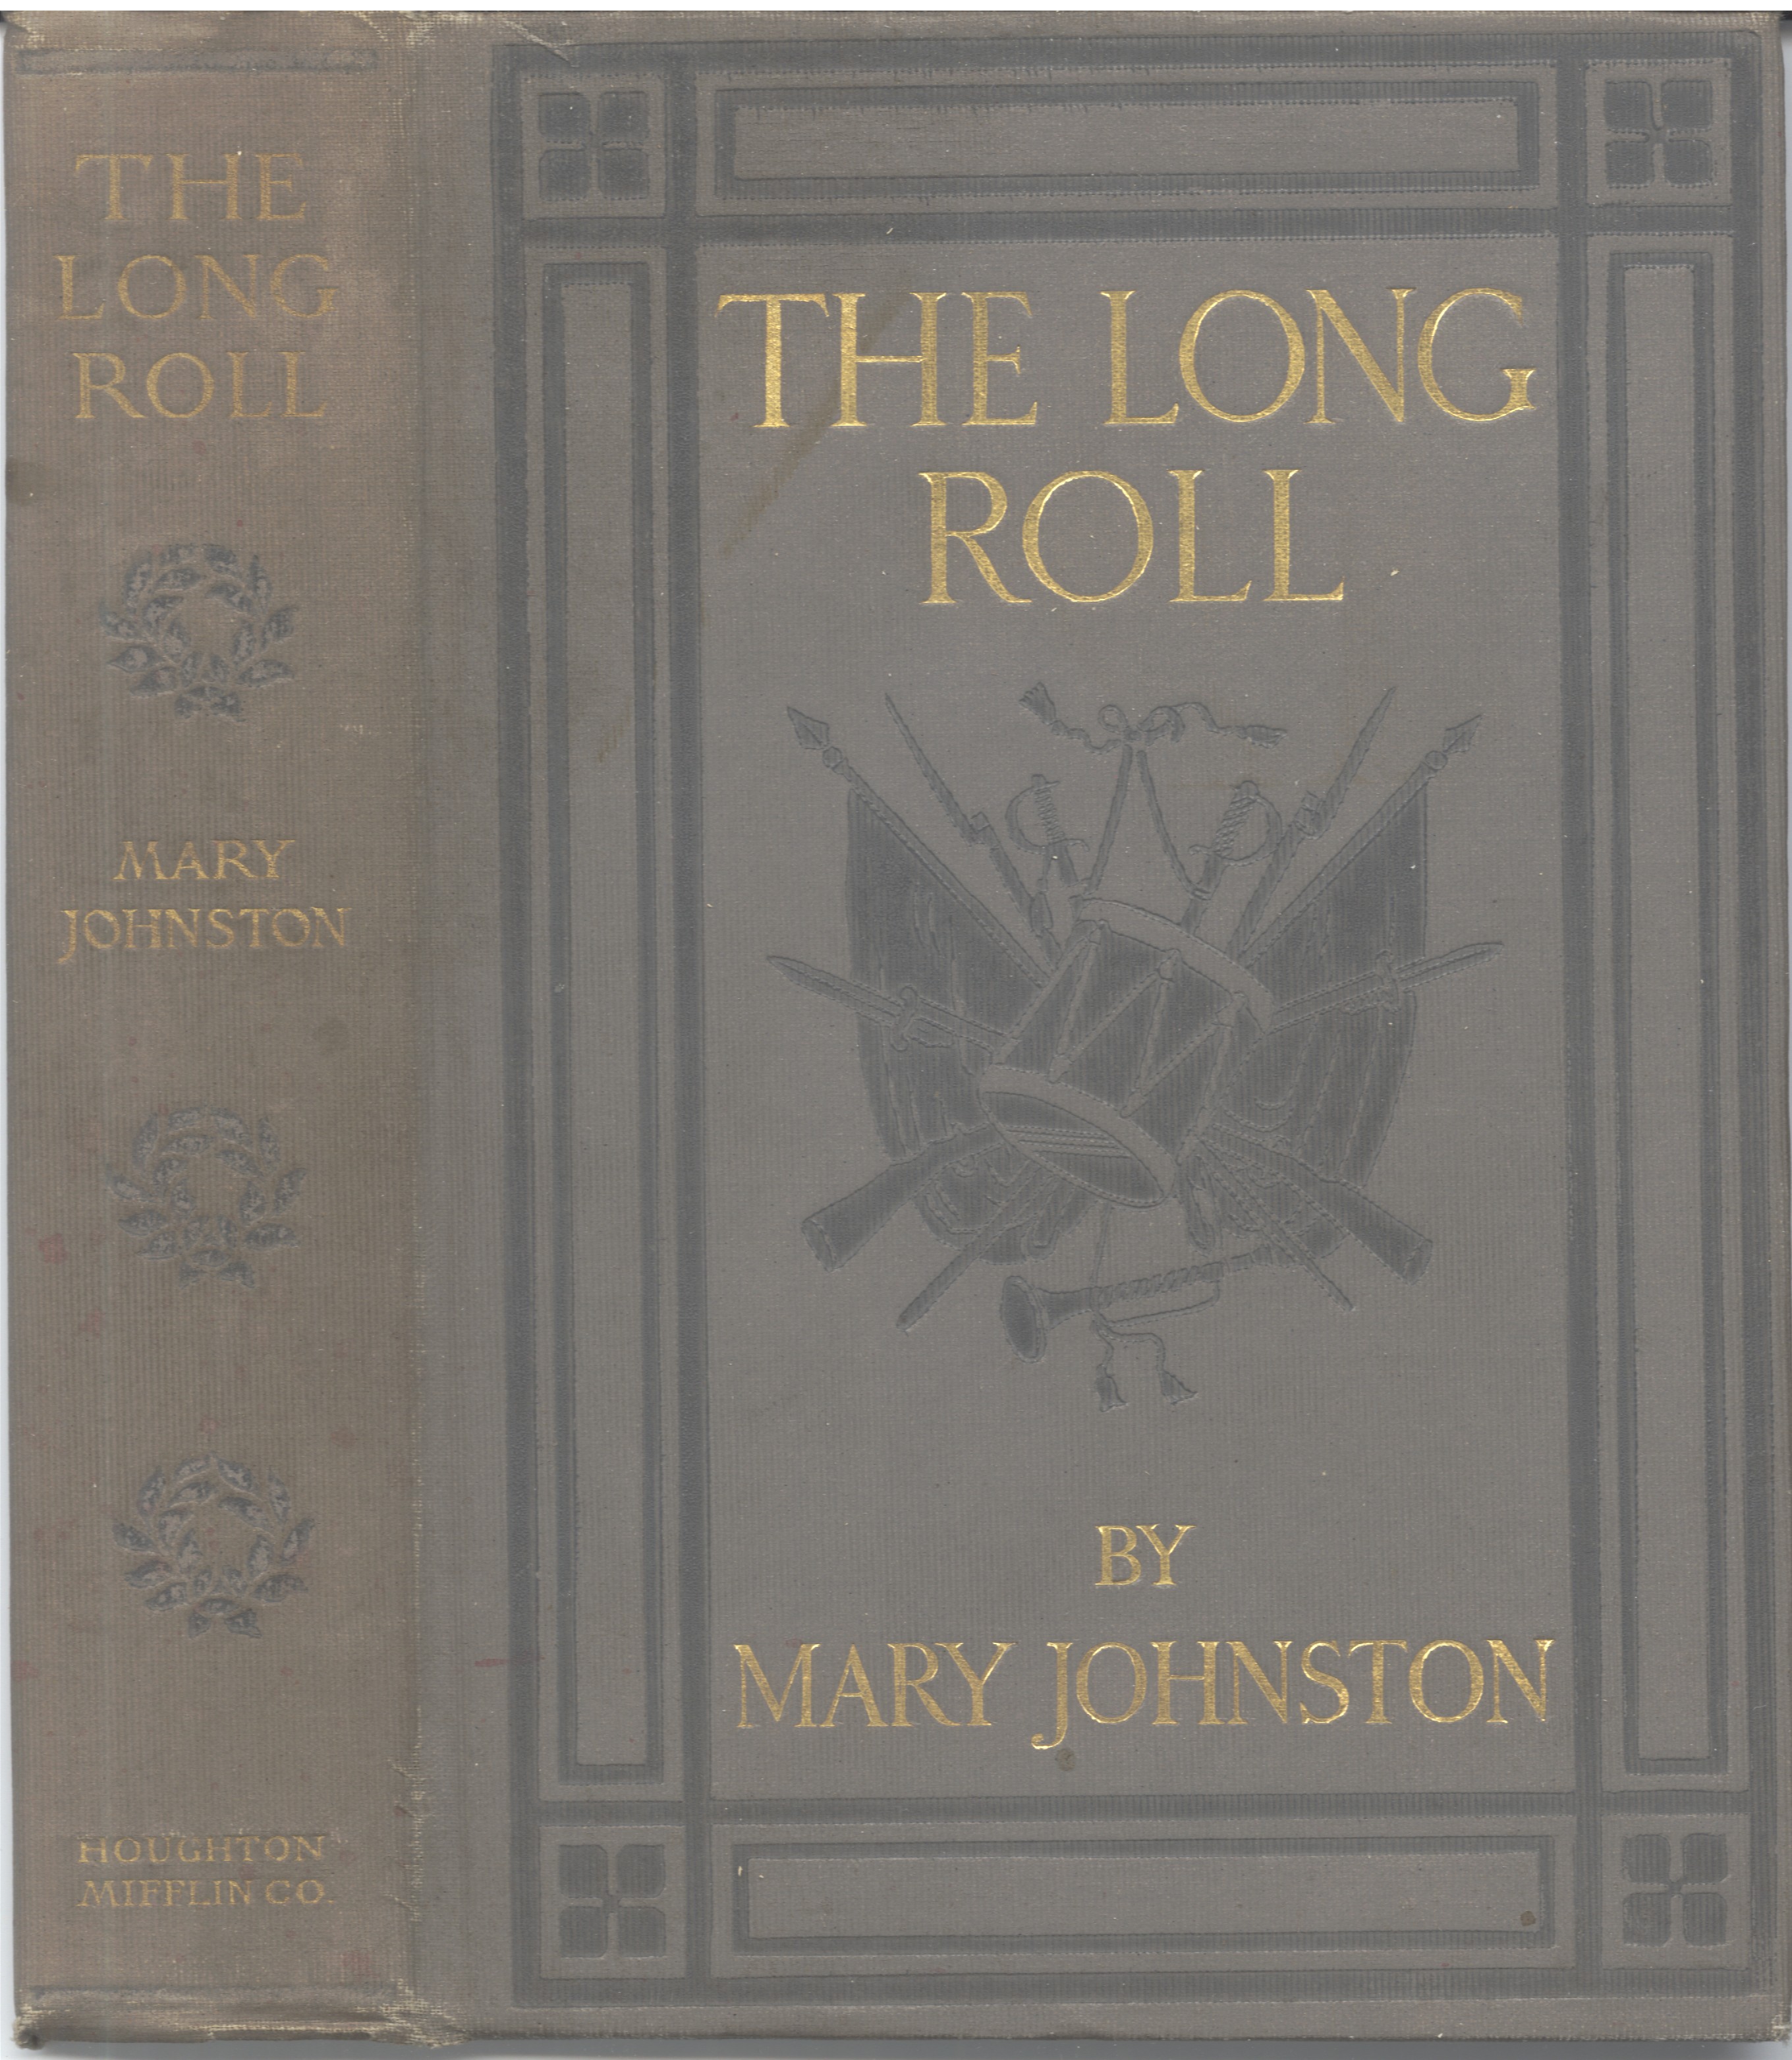 THE
LONG
ROLL
MARY
JOHNSTON
HOUGHTON
MIFFLIN CO.
THE LONG
ROLL
BY
MARY JOHNSTON